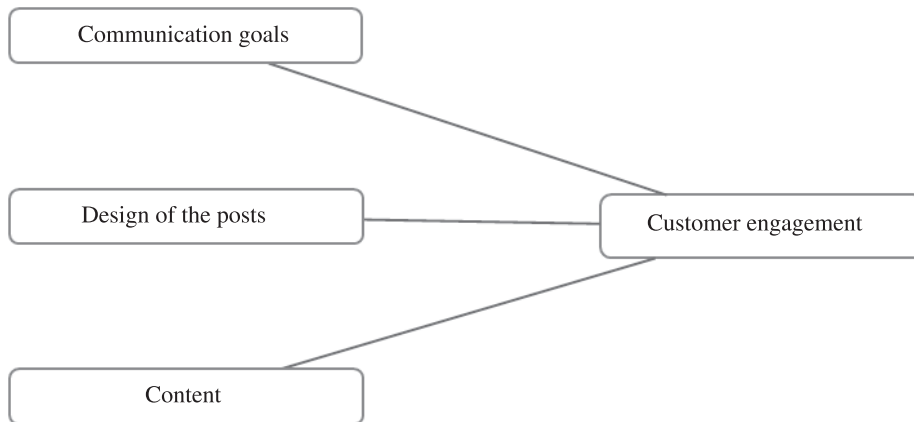 Communication goals
Design of the posts
Customer engagement
Content